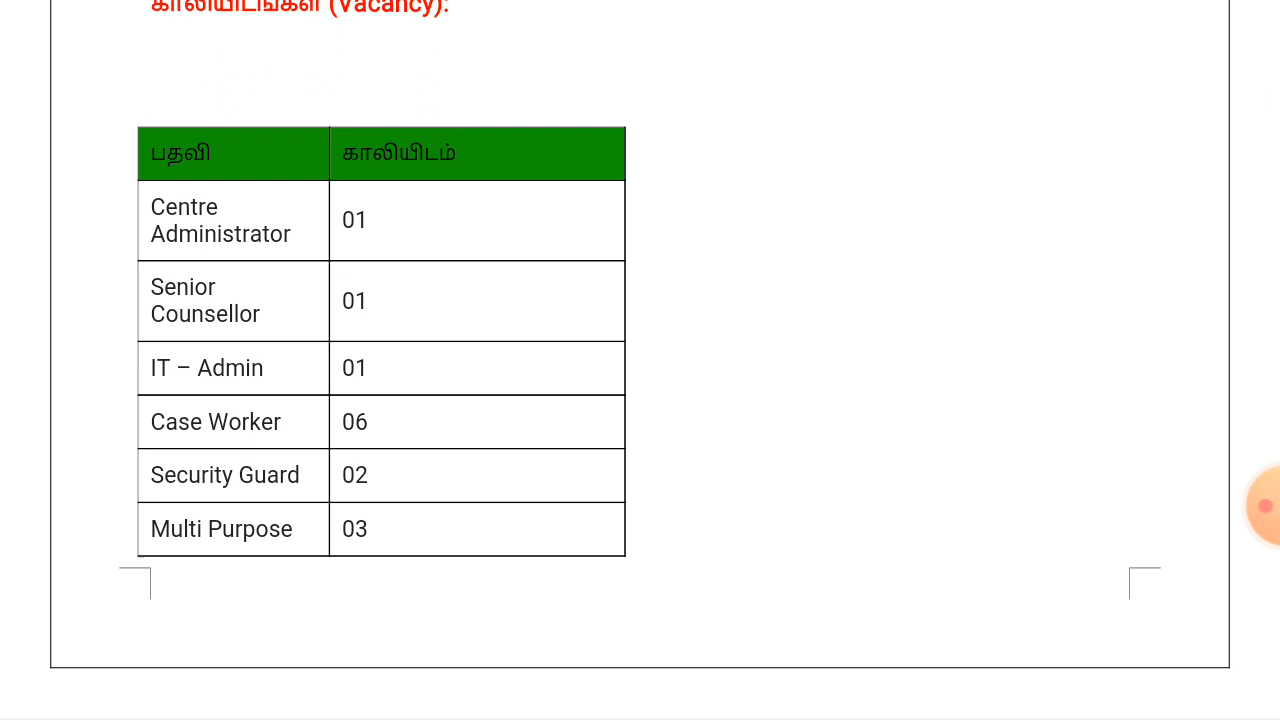 காலியிடங்கள் (Vacancy):
பதவி காலியிடம்
Centre
Administrator 01
Senior
Counsellor 01
IT – Admin 01
Case Worker 06
Security Guard 02
Multi Purpose 03